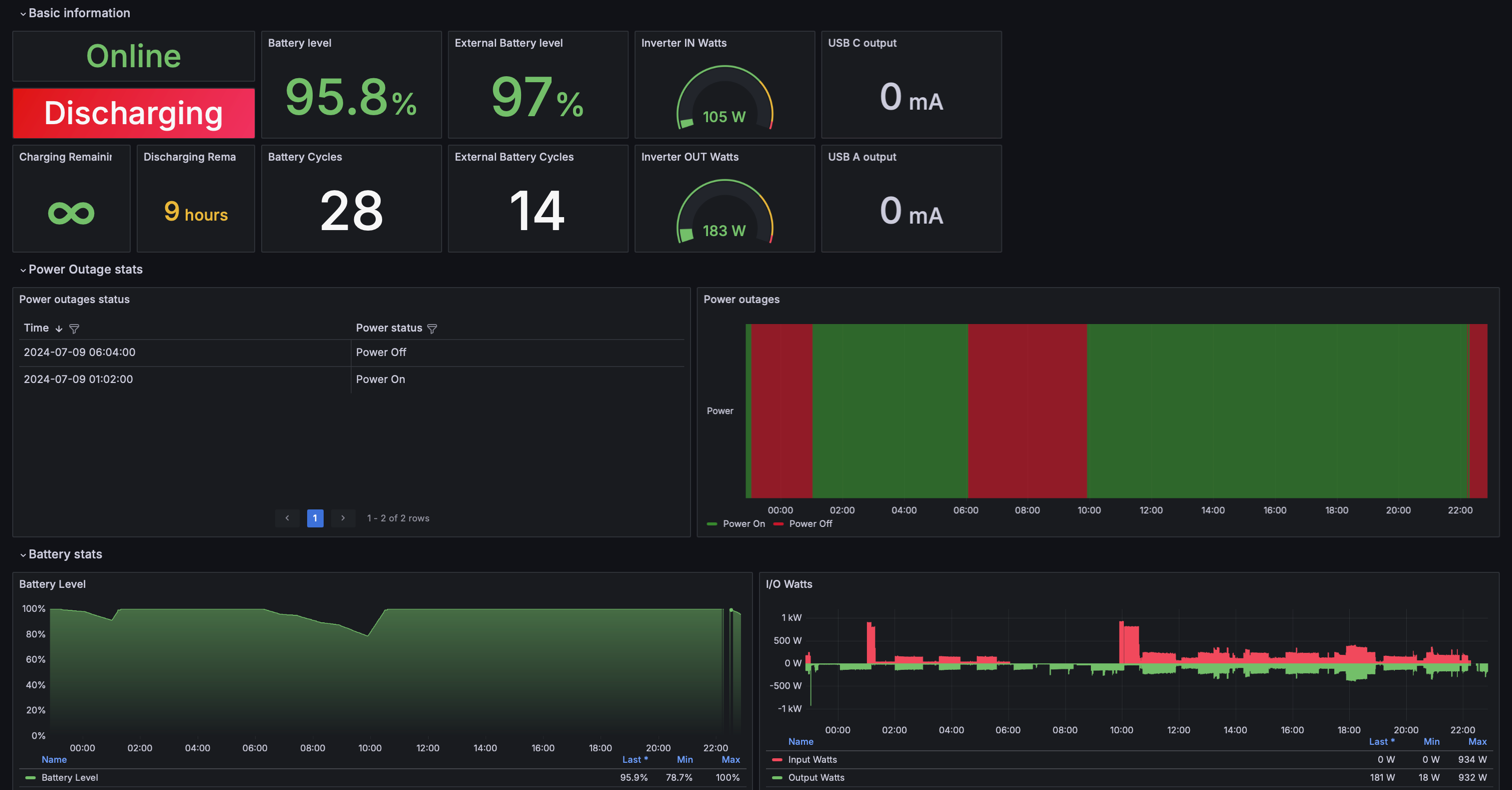 Basic information
Online
Discharging
Battery level
95.8%
External Battery level
97%
Inverter IN Watts
105 W
USB C output
0 mA
Charging Remainin
∞
Discharging Rema
9 hours
Battery Cycles
28
External Battery Cycles
14
Inverter OUT Watts
183 W
USB A output
0 mA
Power Outage stats
Power outages status
Time Power status
2024-07-09 06:04:00 Power Off
2024-07-09 01:02:00 Power On
1 1 - 2 of 2 rows
Power outages
Power
00:00 02:00 04:00 06:00 08:00 10:00 12:00 14:00 16:00 18:00 20:00 22:00
Power On Power Off
Battery stats
Battery Level
100%
80%
60%
40%
20%
0%
00:00 02:00 04:00 06:00 08:00 10:00 12:00 14:00 16:00 18:00 20:00 22:00
Name Last * Min Max
Battery Level 95.9% 78.7% 100%
I/O Watts
1 kW
500 W
0 W
-500 W
-1 kW
00:00 02:00 04:00 06:00 08:00 10:00 12:00 14:00 16:00 18:00 20:00 22:00
Name Last * Min Max
Input Watts 0 W 0 W 934 W
Output Watts 181 W 18 W 932 W